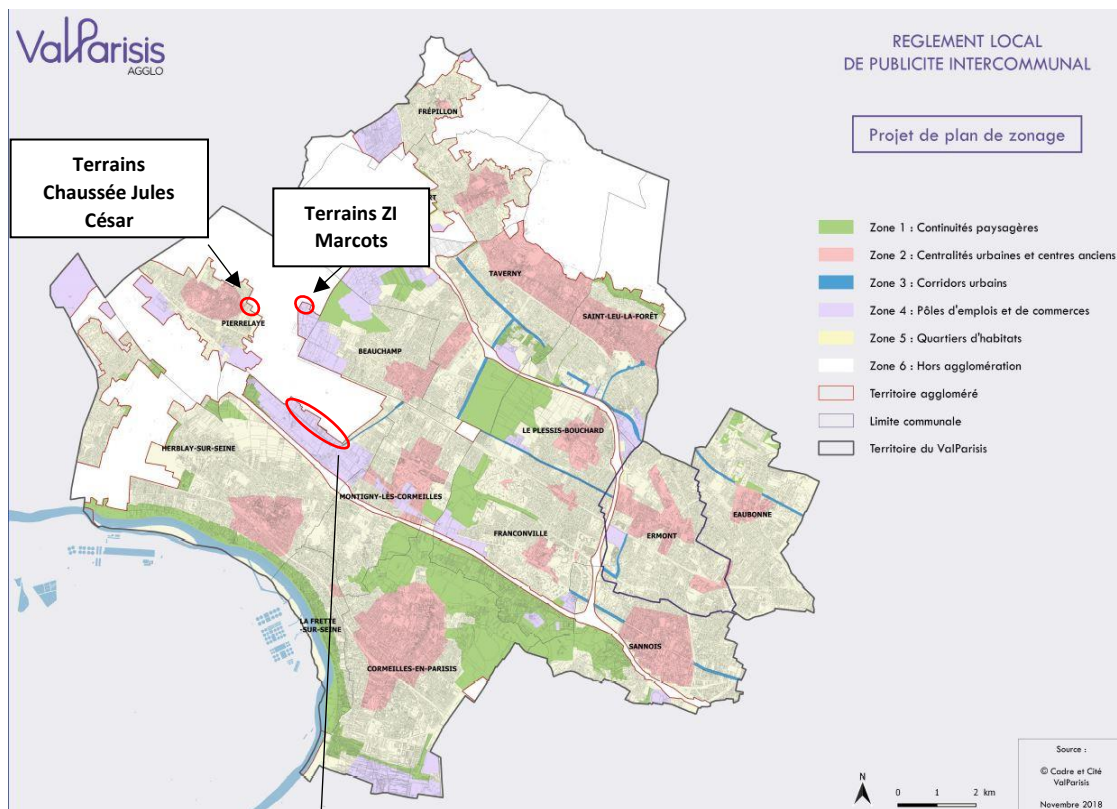 ValParisis
AGGLO
REGLEMENT LOCAL
DE PUBLICITE INTERCOMMUNAL
Projet de plan de zonage
Terrains
Chaussée Jules
César
Terrains ZI
Marcots
FRÉPILLON
RT
TAVERNY
SAINT-LEU-LA-FORÊT
PIERRELAYE
BEAUCHAMP
LE PLESSIS-BOUCHARD
HERBLAY-SUR-SEINE
MONTIGNY-LÈS-CORMEILLES
FRANCONVILLE
ERMONT
EAUBONNE
LA FRETTE
-SUR-SEINE
CORMEILLES-EN-PARISIS
SANNOIS
Zone 1 : Continuités paysagères
Zone 2 : Centralités urbaines et centres anciens
Zone 3 : Corridors urbains
Zone 4 : Pôles d'emplois et de commerces
Zone 5 : Quartiers d'habitats
Zone 6 : Hors agglomération
Territoire aggloméré
Limite communale
Territoire du ValParisis
N
0 1 2 km
Source :
© Cadre et Cité
ValParisis
Novembre 2018